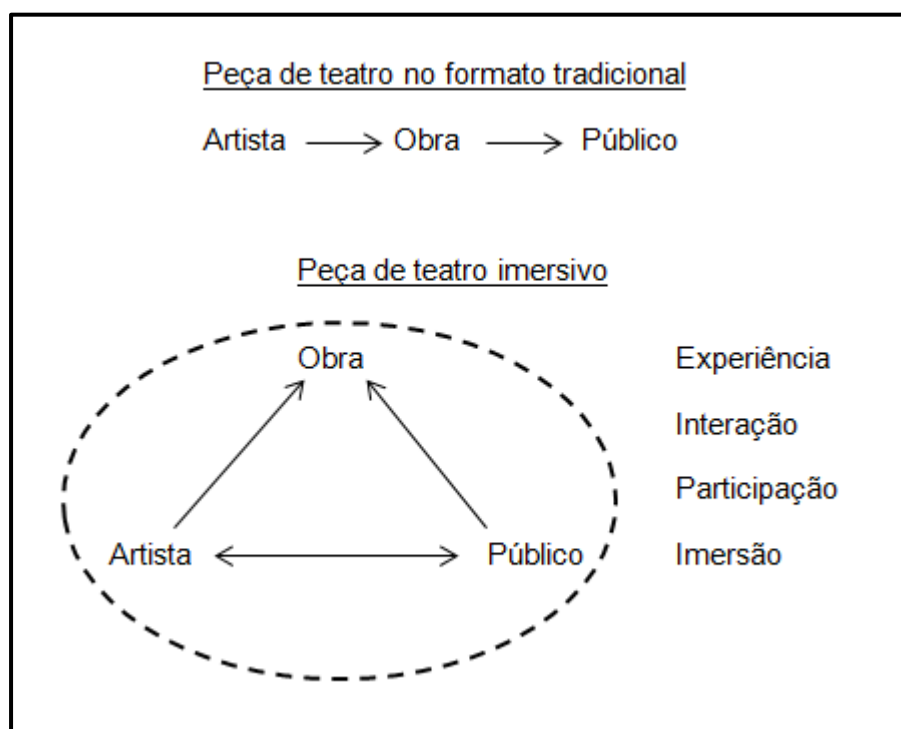 Peça de teatro no formato tradicional
Artista Obra Público
Peça de teatro imersivo
Obra
Artista Público
Experiência
Interação
Participação
Imersão